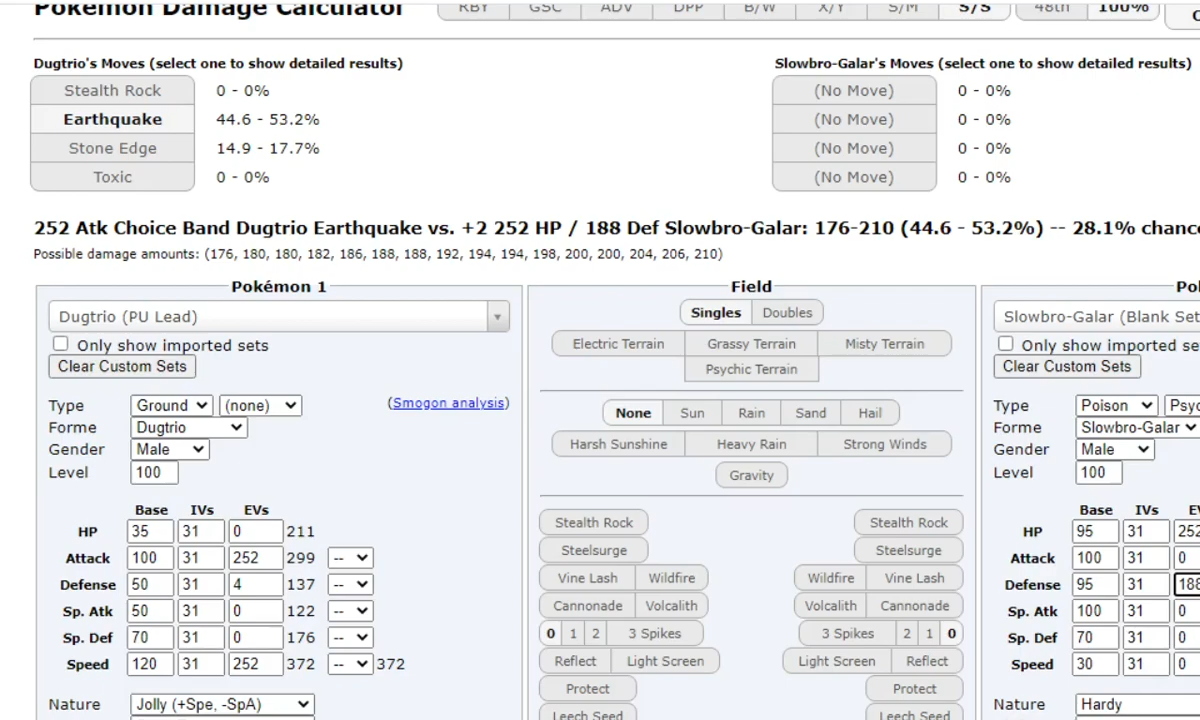 Pokémon Damage Calculator RBY GSC ADV DPP B/W X/Y S/M S/S 48th 100%
Dugtrio's Moves (select one to show detailed results) Slowbro-Galar's Moves (select one to show detailed results)
Stealth Rock 0 - 0% (No Move) 0 - 0%
Earthquake 44.6 - 53.2% (No Move) 0 - 0%
Stone Edge 14.9 - 17.7% (No Move) 0 - 0%
Toxic 0 - 0% (No Move) 0 - 0%
252 Atk Choice Band Dugtrio Earthquake vs. +2 252 HP / 188 Def Slowbro-Galar: 176-210 (44.6 - 53.2%) -- 28.1% chanc
Possible damage amounts: (176, 180, 180, 182, 186, 188, 188, 192, 194, 194, 198, 200, 200, 204, 206, 210)
Pokémon 1
Dugtrio (PU Lead)
Only show imported sets
Clear Custom Sets
Type Ground (none) (Smogon analysis)
Forme Dugtrio
Gender Male
Level 100
Base IVs EVs
HP 35 31 0 211
Attack 100 31 252 299 --
Defense 50 31 4 137 --
Sp. Atk 50 31 0 122 --
Sp. Def 70 31 0 176 --
Speed 120 31 252 372 -- 372
Nature Jolly (+Spe, -SpA)
Field
Singles Doubles
Electric Terrain Grassy Terrain Misty Terrain
Psychic Terrain
None Sun Rain Sand Hail
Harsh Sunshine Heavy Rain Strong Winds
Gravity
Stealth Rock Stealth Rock
Steelsurge Steelsurge
Vine Lash Wildfire Wildfire Vine Lash
Cannonade Volcalith Volcalith Cannonade
0 1 2 3 Spikes 3 Spikes 2 1 0
Reflect Light Screen Light Screen Reflect
Protect Protect
Leech Seed Leech Seed
Po
Slowbro-Galar (Blank Set
Only show imported se
Clear Custom Sets
Type Poison Psyc
Forme Slowbro-Galar
Gender Male
Level 100
Base IVs E
HP 95 31 252
Attack 100 31 0
Defense 95 31 188
Sp. Atk 100 31 0
Sp. Def 70 31 0
Speed 30 31 0
Nature Hardy